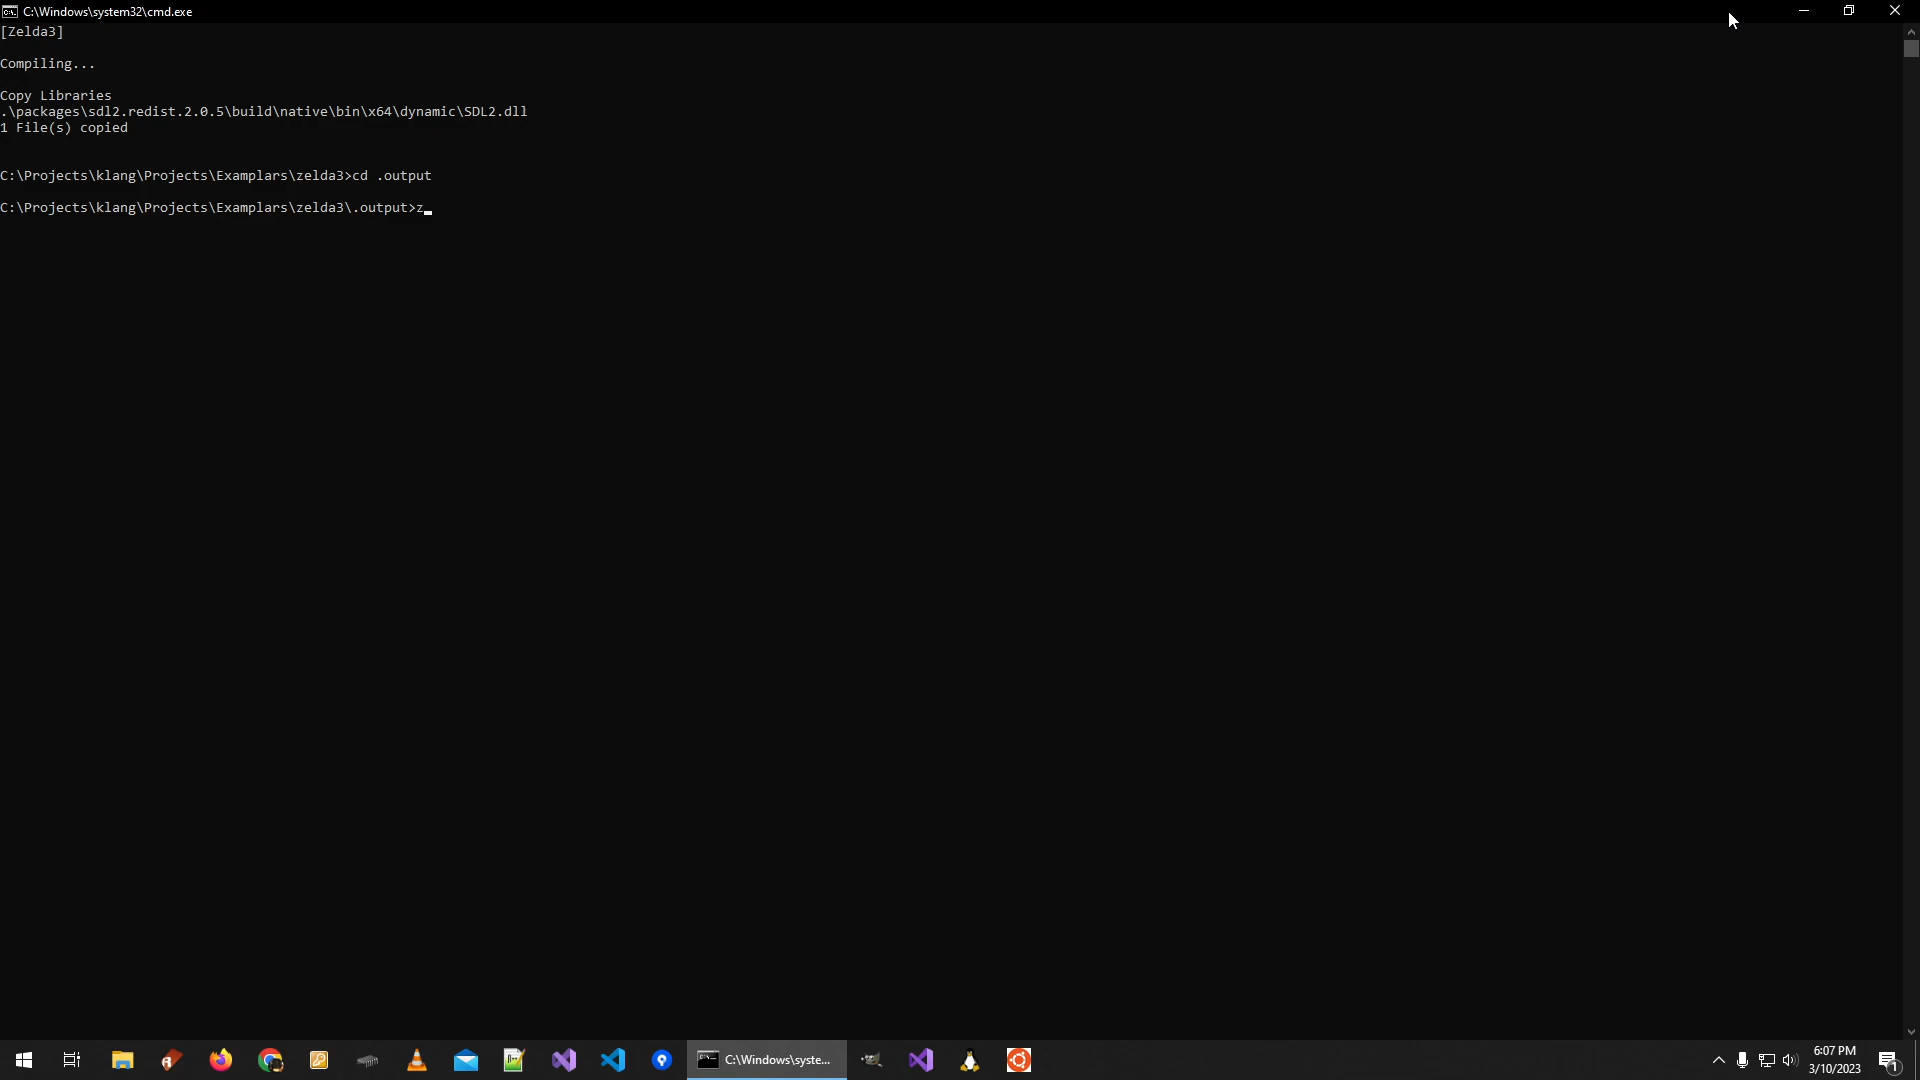 C:\Windows\system32\cmd.exe
[Zelda3]
Compiling...
Copy Libraries
.\packages\sdl2.redist.2.0.5\build\native\bin\x64\dynamic\SDL2.dll
1 File(s) copied
C:\Projects\klang\Projects\Examplars\zelda3>cd .output
C:\Projects\klang\Projects\Examplars\zelda3\.output>z
C:\Windows\syste...
6:07 PM
3/10/2023
1